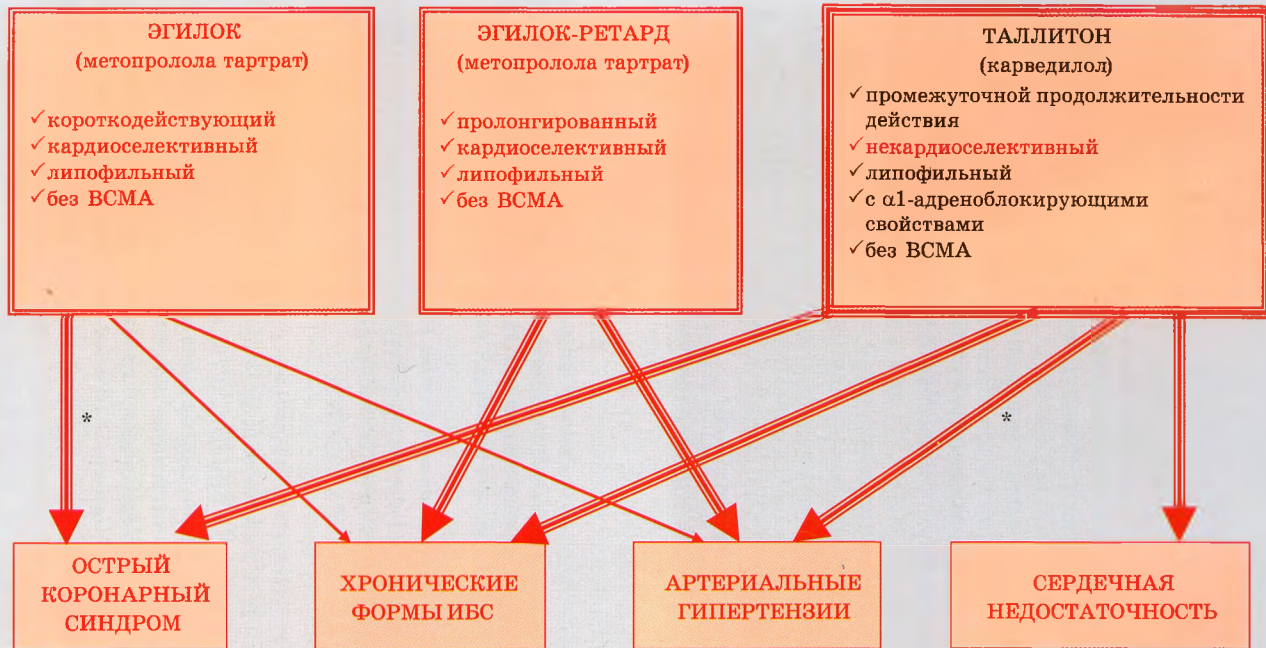 ЭГИЛОК
(метопролола тартрат)
✓короткодействующий
✓кардиоселективный
✓липофильный
✓без ВСМА
ЭГИЛОК-РЕТАРД
(метопролола тартрат)
✓пролонгированный
✓кардиоселективный
✓липофильный
✓без ВСМА
ТАЛЛИТОН
(карведилол)
✓промежуточной продолжительности
действия
✓некардиоселективный
✓липофильный
✓с α1-адреноблокирующими
свойствами
✓без ВСМА
*
*
ОСТРЫЙ
КОРОНАРНЫЙ
СИНДРОМ
ХРОНИЧЕСКИЕ
ФОРМЫ ИБС
АРТЕРИАЛЬНЫЕ
ГИПЕРТЕНЗИИ
СЕРДЕЧНАЯ
НЕДОСТАТОЧНОСТЬ